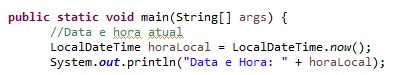 public static void main(String[] args) {
//Data e hora atual
LocalDateTime horaLocal = LocalDateTime.now();
System.out.println("Data e Hora: " + horaLocal);